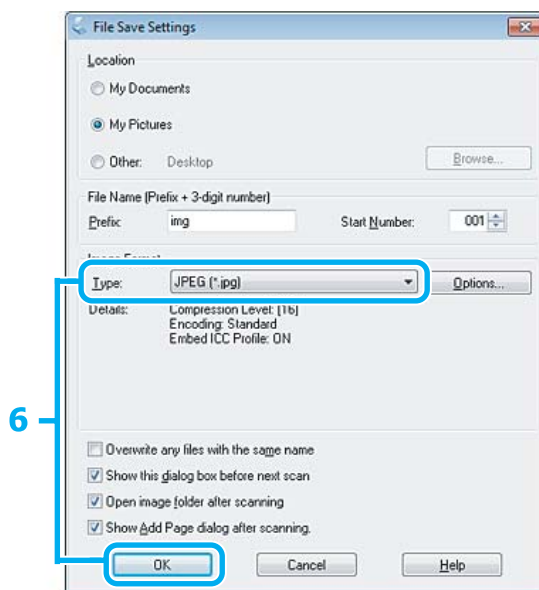 File Save Settings
Location
My Documents
My Pictures
Other: Desktop Browse...
File Name (Prefix + 3-digit number)
Prefix: img Start Number: 001
Image Format
Type: JPEG (*.jpg) Options...
Details: Compression Level: [16]
Encoding: Standard
Embed ICC Profile: ON
6
Overwrite any files with the same name
Show this dialog box before next scan
Open image folder after scanning
Show Add Page dialog after scanning.
OK Cancel Help